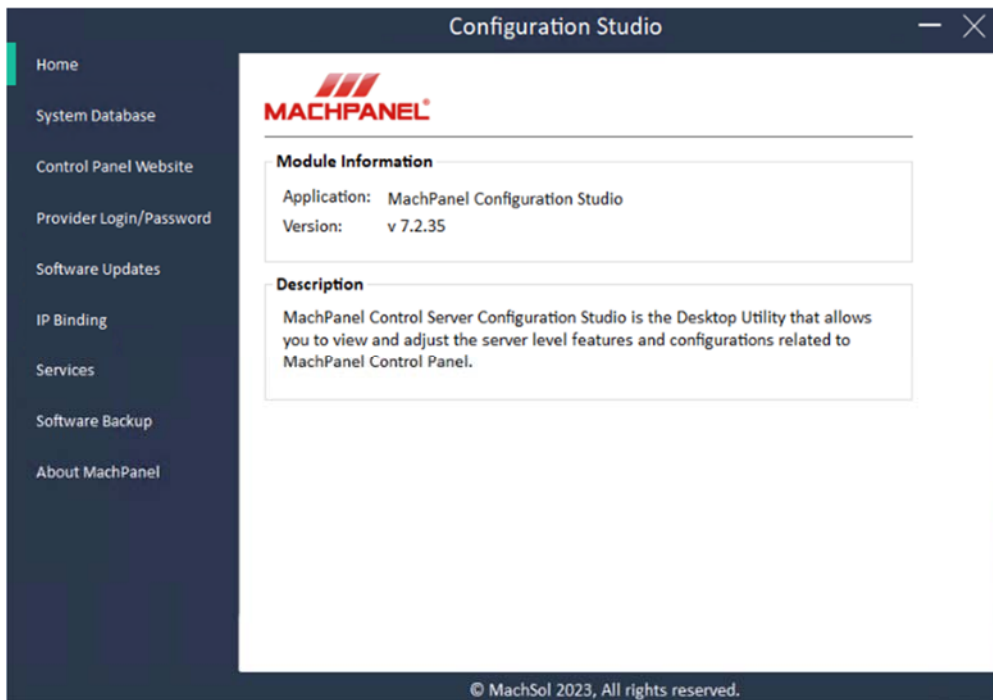 Configuration Studio
Home
System Database
Control Panel Website
Provider Login/Password
Software Updates
IP Binding
Services
Software Backup
About MachPanel
MACHPANEL®
Module Information
Application: MachPanel Configuration Studio
Version: v 7.2.35
Description
MachPanel Control Server Configuration Studio is the Desktop Utility that allows
you to view and adjust the server level features and configurations related to
MachPanel Control Panel.
© MachSol 2023, All rights reserved.